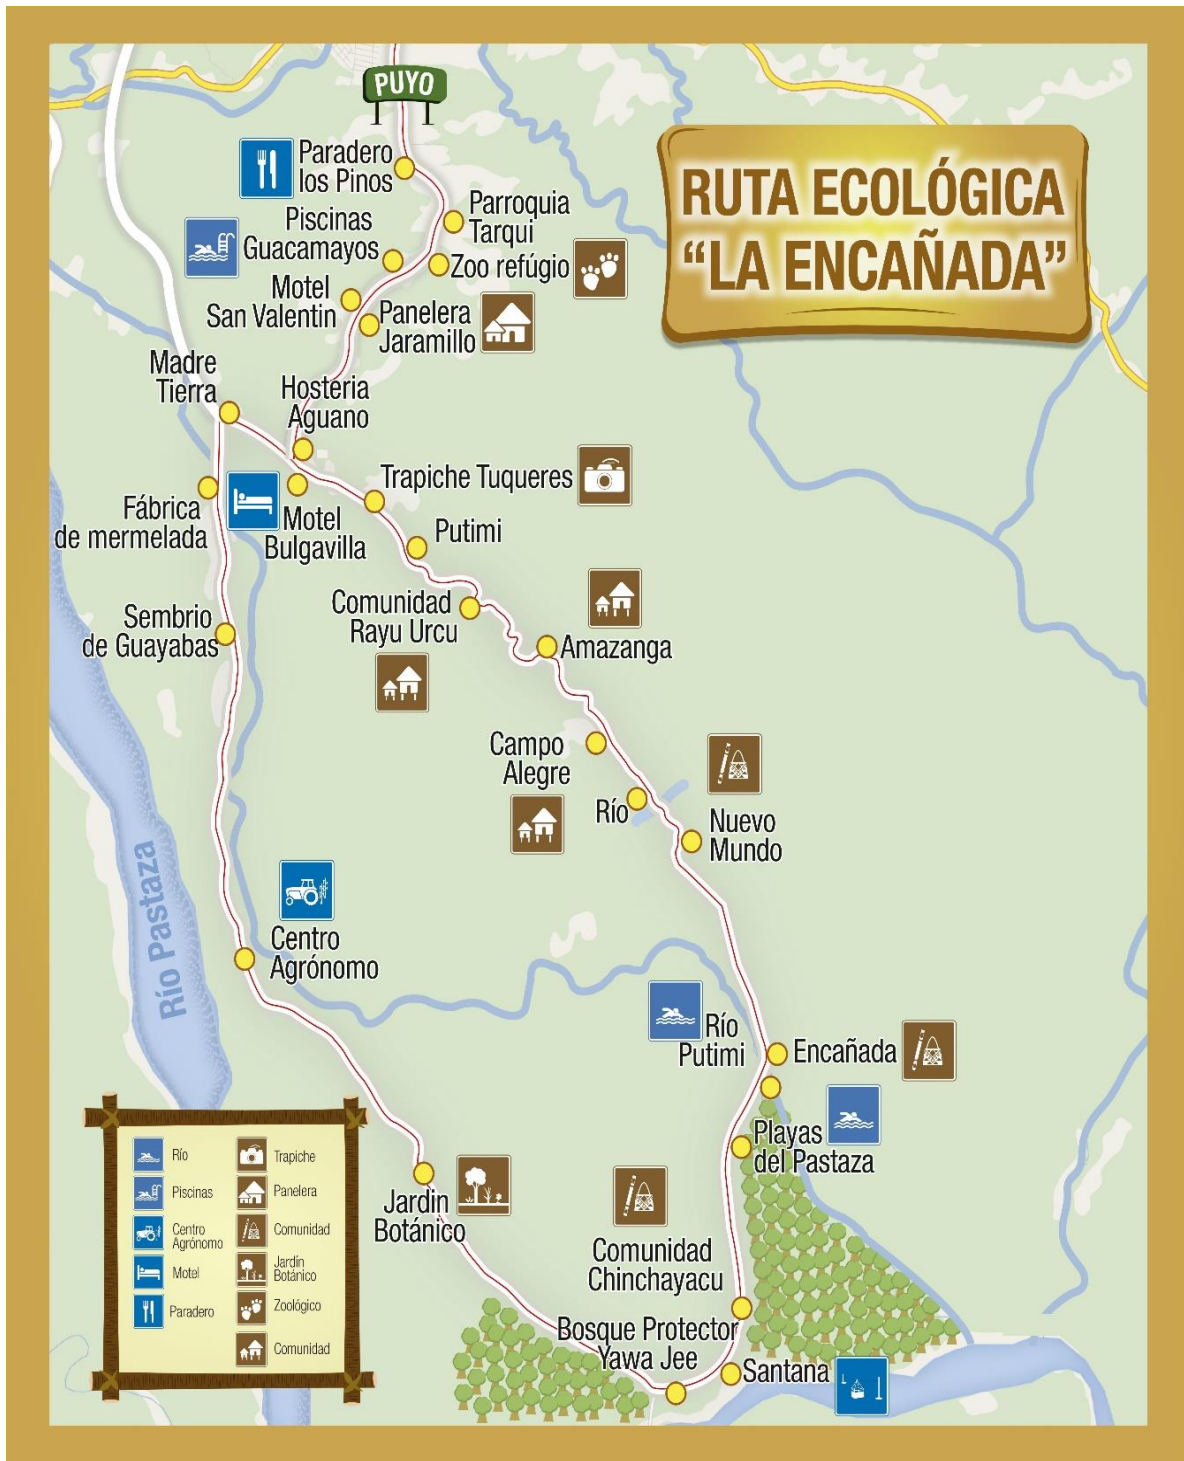 PUYO
RUTA ECOLÓGICA
“LA ENCAÑADA”
Paradero
los Pinos
Parroquia
Tarqui
Piscinas
Guacamayos
Zoo refúgio
Motel
San Valentin
Panelera
Jaramillo
Madre
Tierra
Hosteria
Aguano
Trapiche Tuqueres
Fábrica
de mermelada
Motel
Bulgavilla
Putimi
Comunidad
Rayu Urcu
Sembrio
de Guayabas
Amazanga
Campo
Alegre
Río
Nuevo
Mundo
Río Pastaza
Centro
Agrónomo
Río
Putimi
Encañada
Playas
del Pastaza
Jardin
Botánico
Comunidad
Chinchayacu
Bosque Protector
Yawa Jee
Santana
Río
Piscinas
Centro
Agrónomo
Motel
Paradero
Trapiche
Panelera
Comunidad
Jardín
Botánico
Zoológico
Comunidad